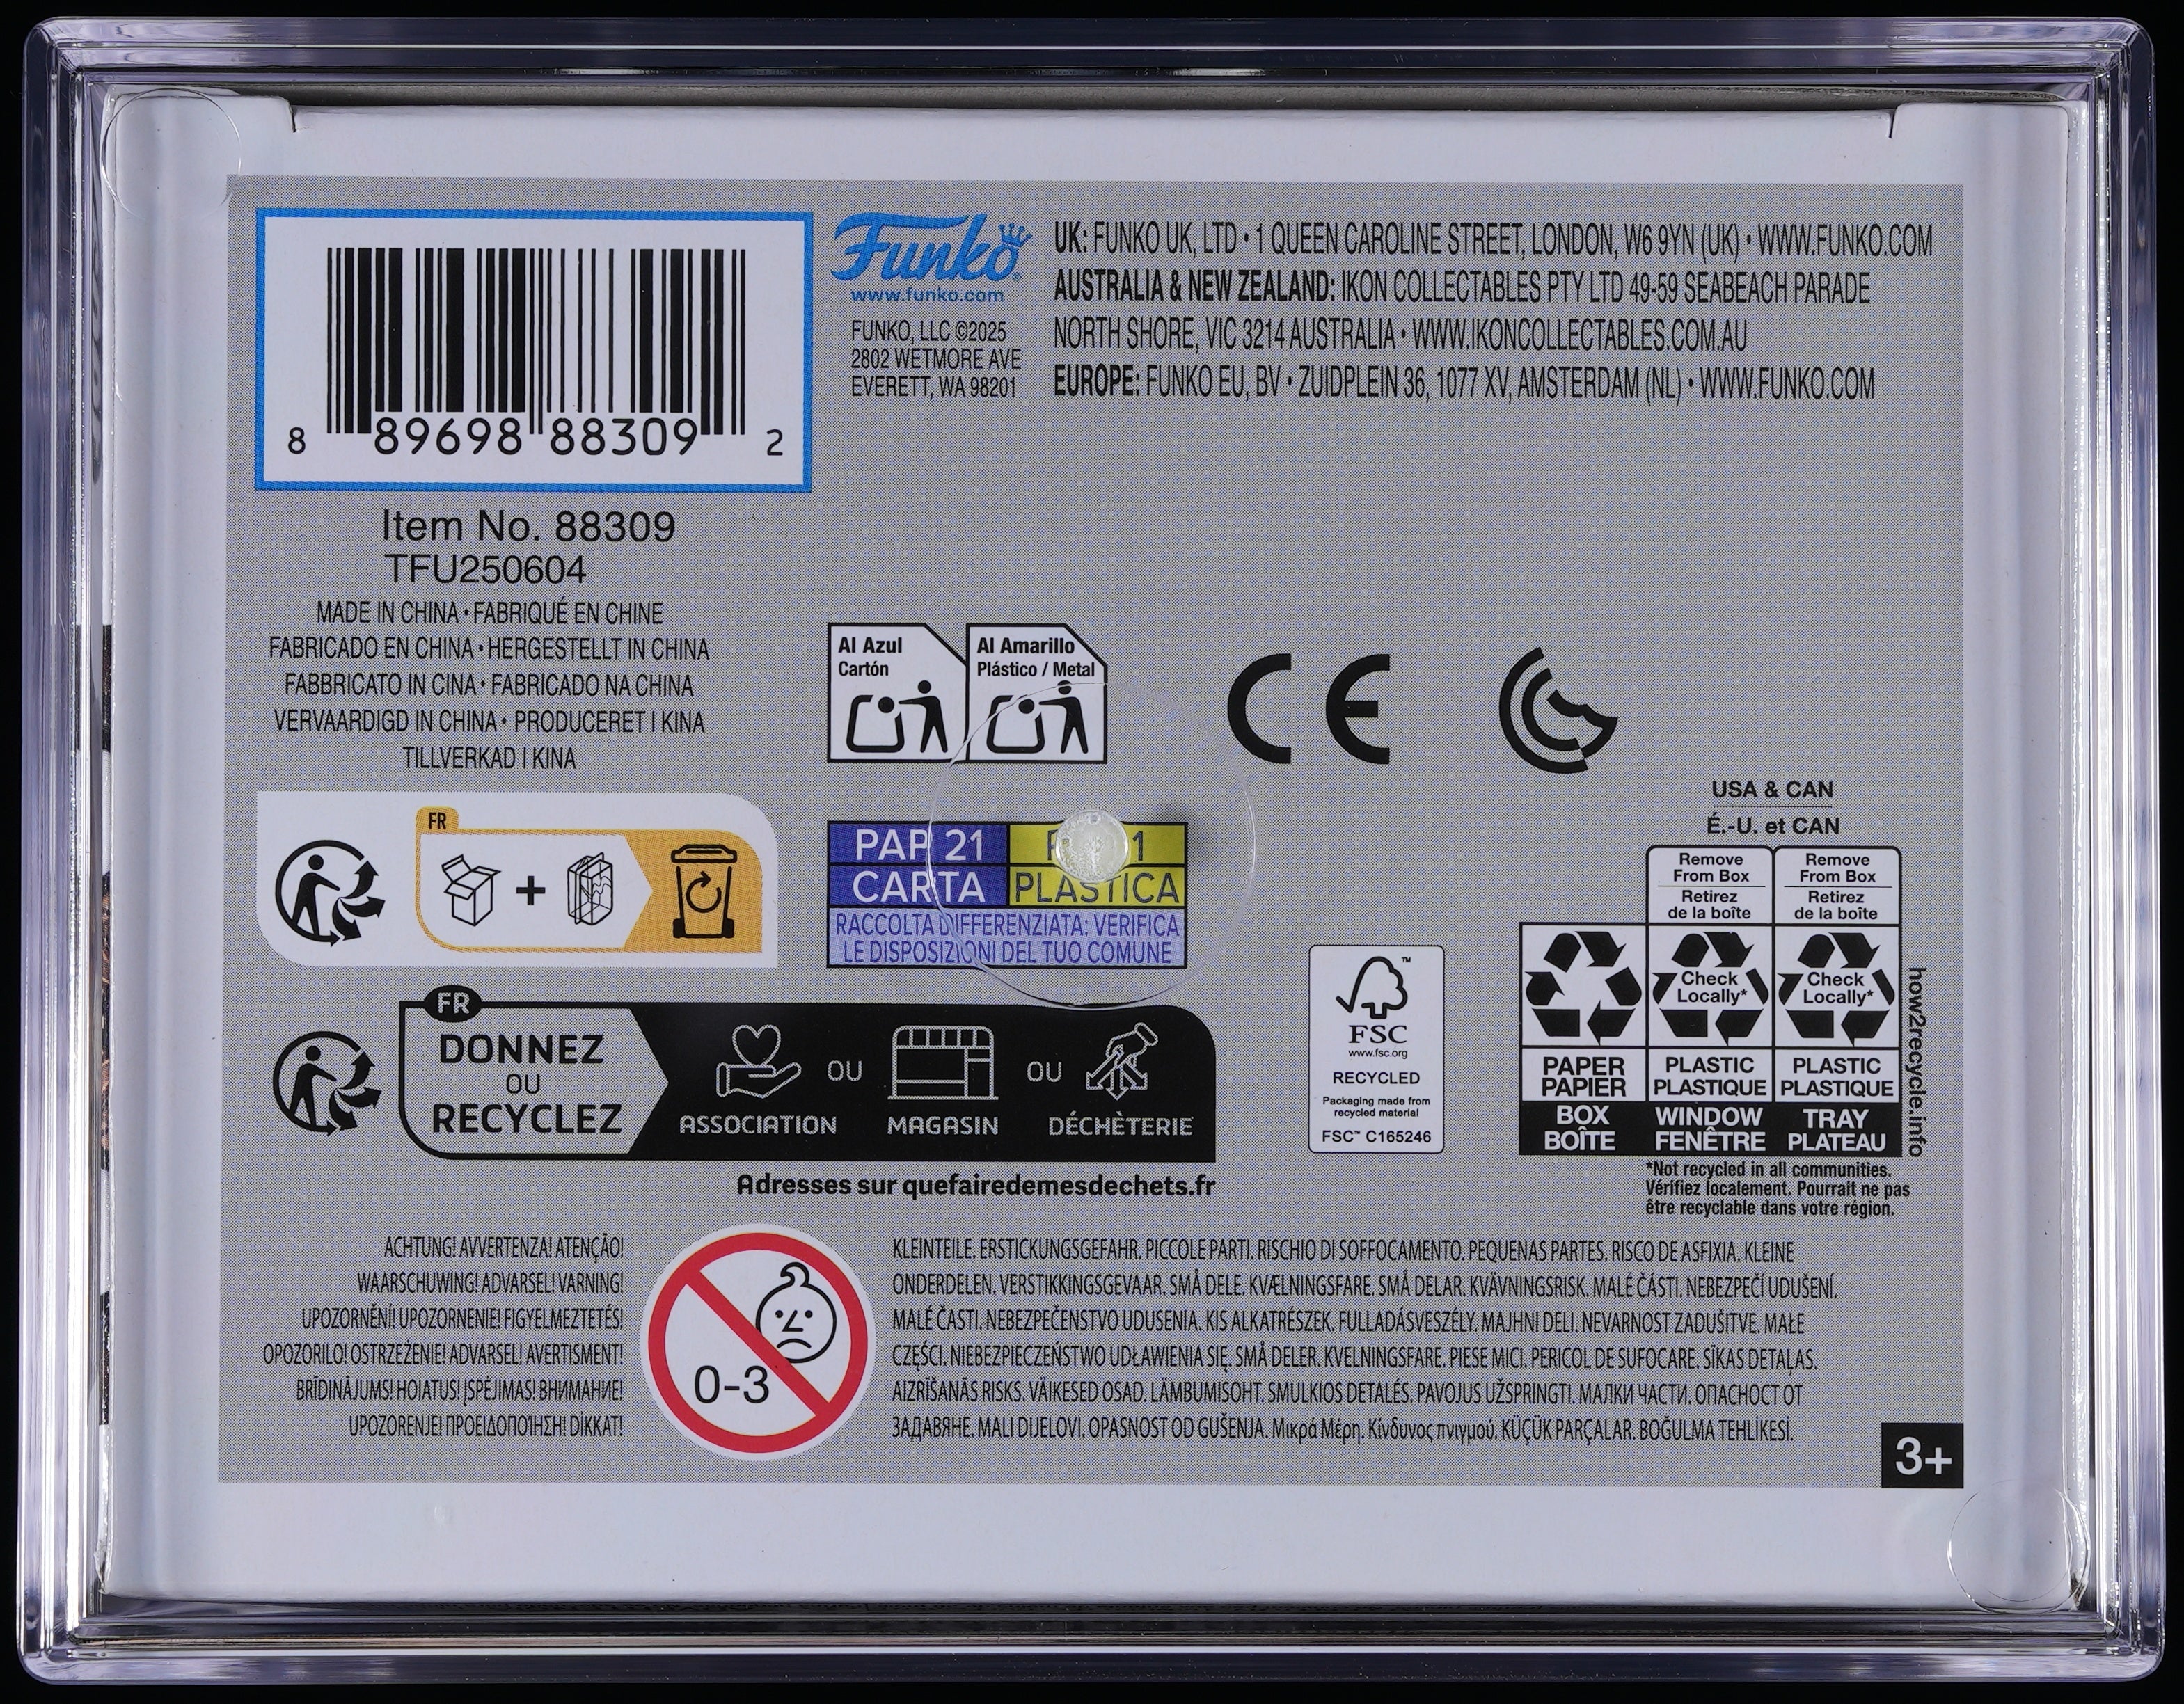 8 89698 88309 2
Item No. 88309
TFU250604
MADE IN CHINA • FABRIQUÉ EN CHINE
FABRICADO EN CHINA • HERGESTELLT IN CHINA
FABBRICATO IN CINA • FABRICADO NA CHINA
VERVAARDIGD IN CHINA • PRODUCERET I KINA
TILLVERKAD I KINA
Funko
www.funko.com
FUNKO, LLC ©2025
2802 WETMORE AVE
EVERETT, WA 98201
UK: FUNKO UK, LTD • 1 QUEEN CAROLINE STREET, LONDON, W6 9YN (UK) • WWW.FUNKO.COM
AUSTRALIA & NEW ZEALAND: IKON COLLECTABLES PTY LTD 49-59 SEABEACH PARADE
NORTH SHORE, VIC 3214 AUSTRALIA • WWW.IKONCOLLECTABLES.COM.AU
EUROPE: FUNKO EU, BV • ZUIDPLEIN 36, 1077 XV, AMSTERDAM (NL) • WWW.FUNKO.COM
Al Azul
Cartón
Al Amarillo
Plástico / Metal
CE
FR
PAP 21
CARTA
PLASTICA
RACCOLTA DIFFERENZIATA: VERIFICA
LE DISPOSIZIONI DEL TUO COMUNE
FR
DONNEZ
OU
RECYCLEZ
ASSOCIATION
OU
MAGASIN
OU
DÉCHÈTERIE
Adresses sur quefairedemesdechets.fr
FSC™
www.fsc.org
RECYCLED
Packaging made from
recycled material
FSC™ C165246
USA & CAN
É.-U. et CAN
Remove
From Box
Retirez
de la boîte
Remove
From Box
Retirez
de la boîte
Check
Locally*
Check
Locally*
PAPER
PAPIER
PLASTIC
PLASTIQUE
PLASTIC
PLASTIQUE
BOX
BOÎTE
WINDOW
FENÊTRE
TRAY
PLATEAU
how2recycle.info
*Not recycled in all communities.
Vérifiez localement. Pourrait ne pas
être recyclable dans votre région.
ACHTUNG! AVVERTENZA! ATENÇÃO!
WAARSCHUWING! ADVARSEL! VARNING!
UPOZORNĚNÍ! UPOZORNENIE! FIGYELMEZTETÉS!
OPOZORILO! OSTRZEŻENIE! ADVARSEL! AVERTISMENT!
BRĪDINĀJUMS! HOIATUS! ĮSPĖJIMAS! ВНИМАНИЕ!
UPOZORENJE! ΠΡΟΕΙΔΟΠΟΊΗΣΗ! DİKKAT!
0-3
KLEINTEILE. ERSTICKUNGSGEFAHR. PICCOLE PARTI. RISCHIO DI SOFFOCAMENTO. PEQUENAS PARTES. RISCO DE ASFIXIA. KLEINE
ONDERDELEN. VERSTIKKINGSGEVAAR. SMÅ DELE. KVÆLNINGSFARE. SMÅ DELAR. KVÄVNINGSRISK. MALÉ ČÁSTI. NEBEZPEČÍ UDUŠENÍ.
MALÉ ČASTI. NEBEZPEČENSTVO UDUSENIA. KIS ALKATRÉSZEK. FULLADÁSVESZÉLY. MAJHNI DELI. NEVARNOST ZADUŠITVE. MAŁE
CZĘŚCI. NIEBEZPIECZEŃSTWO UDŁAWIENIA SIĘ. SMÅ DELER. KVELNINGSFARE. PIESE MICI. PERICOL DE SUFOCARE. SĪKAS DETAĻAS.
AIZRĪŠANĀS RISKS. VÄIKESED OSAD. LÄMBUMISOHT. SMULKIOS DETALĖS. PAVOJUS UŽSPRINGTI. МАЛКИ ЧАСТИ. ОПАСНОСТ ОТ
ЗАДАВЯНЕ. MALI DIJELOVI. OPASNOST OD GUŠENJA. Μικρά Μέρη. Κίνδυνος πνιγμού. KÜÇÜK PARÇALAR. BOĞULMA TEHLİKESİ.
3+